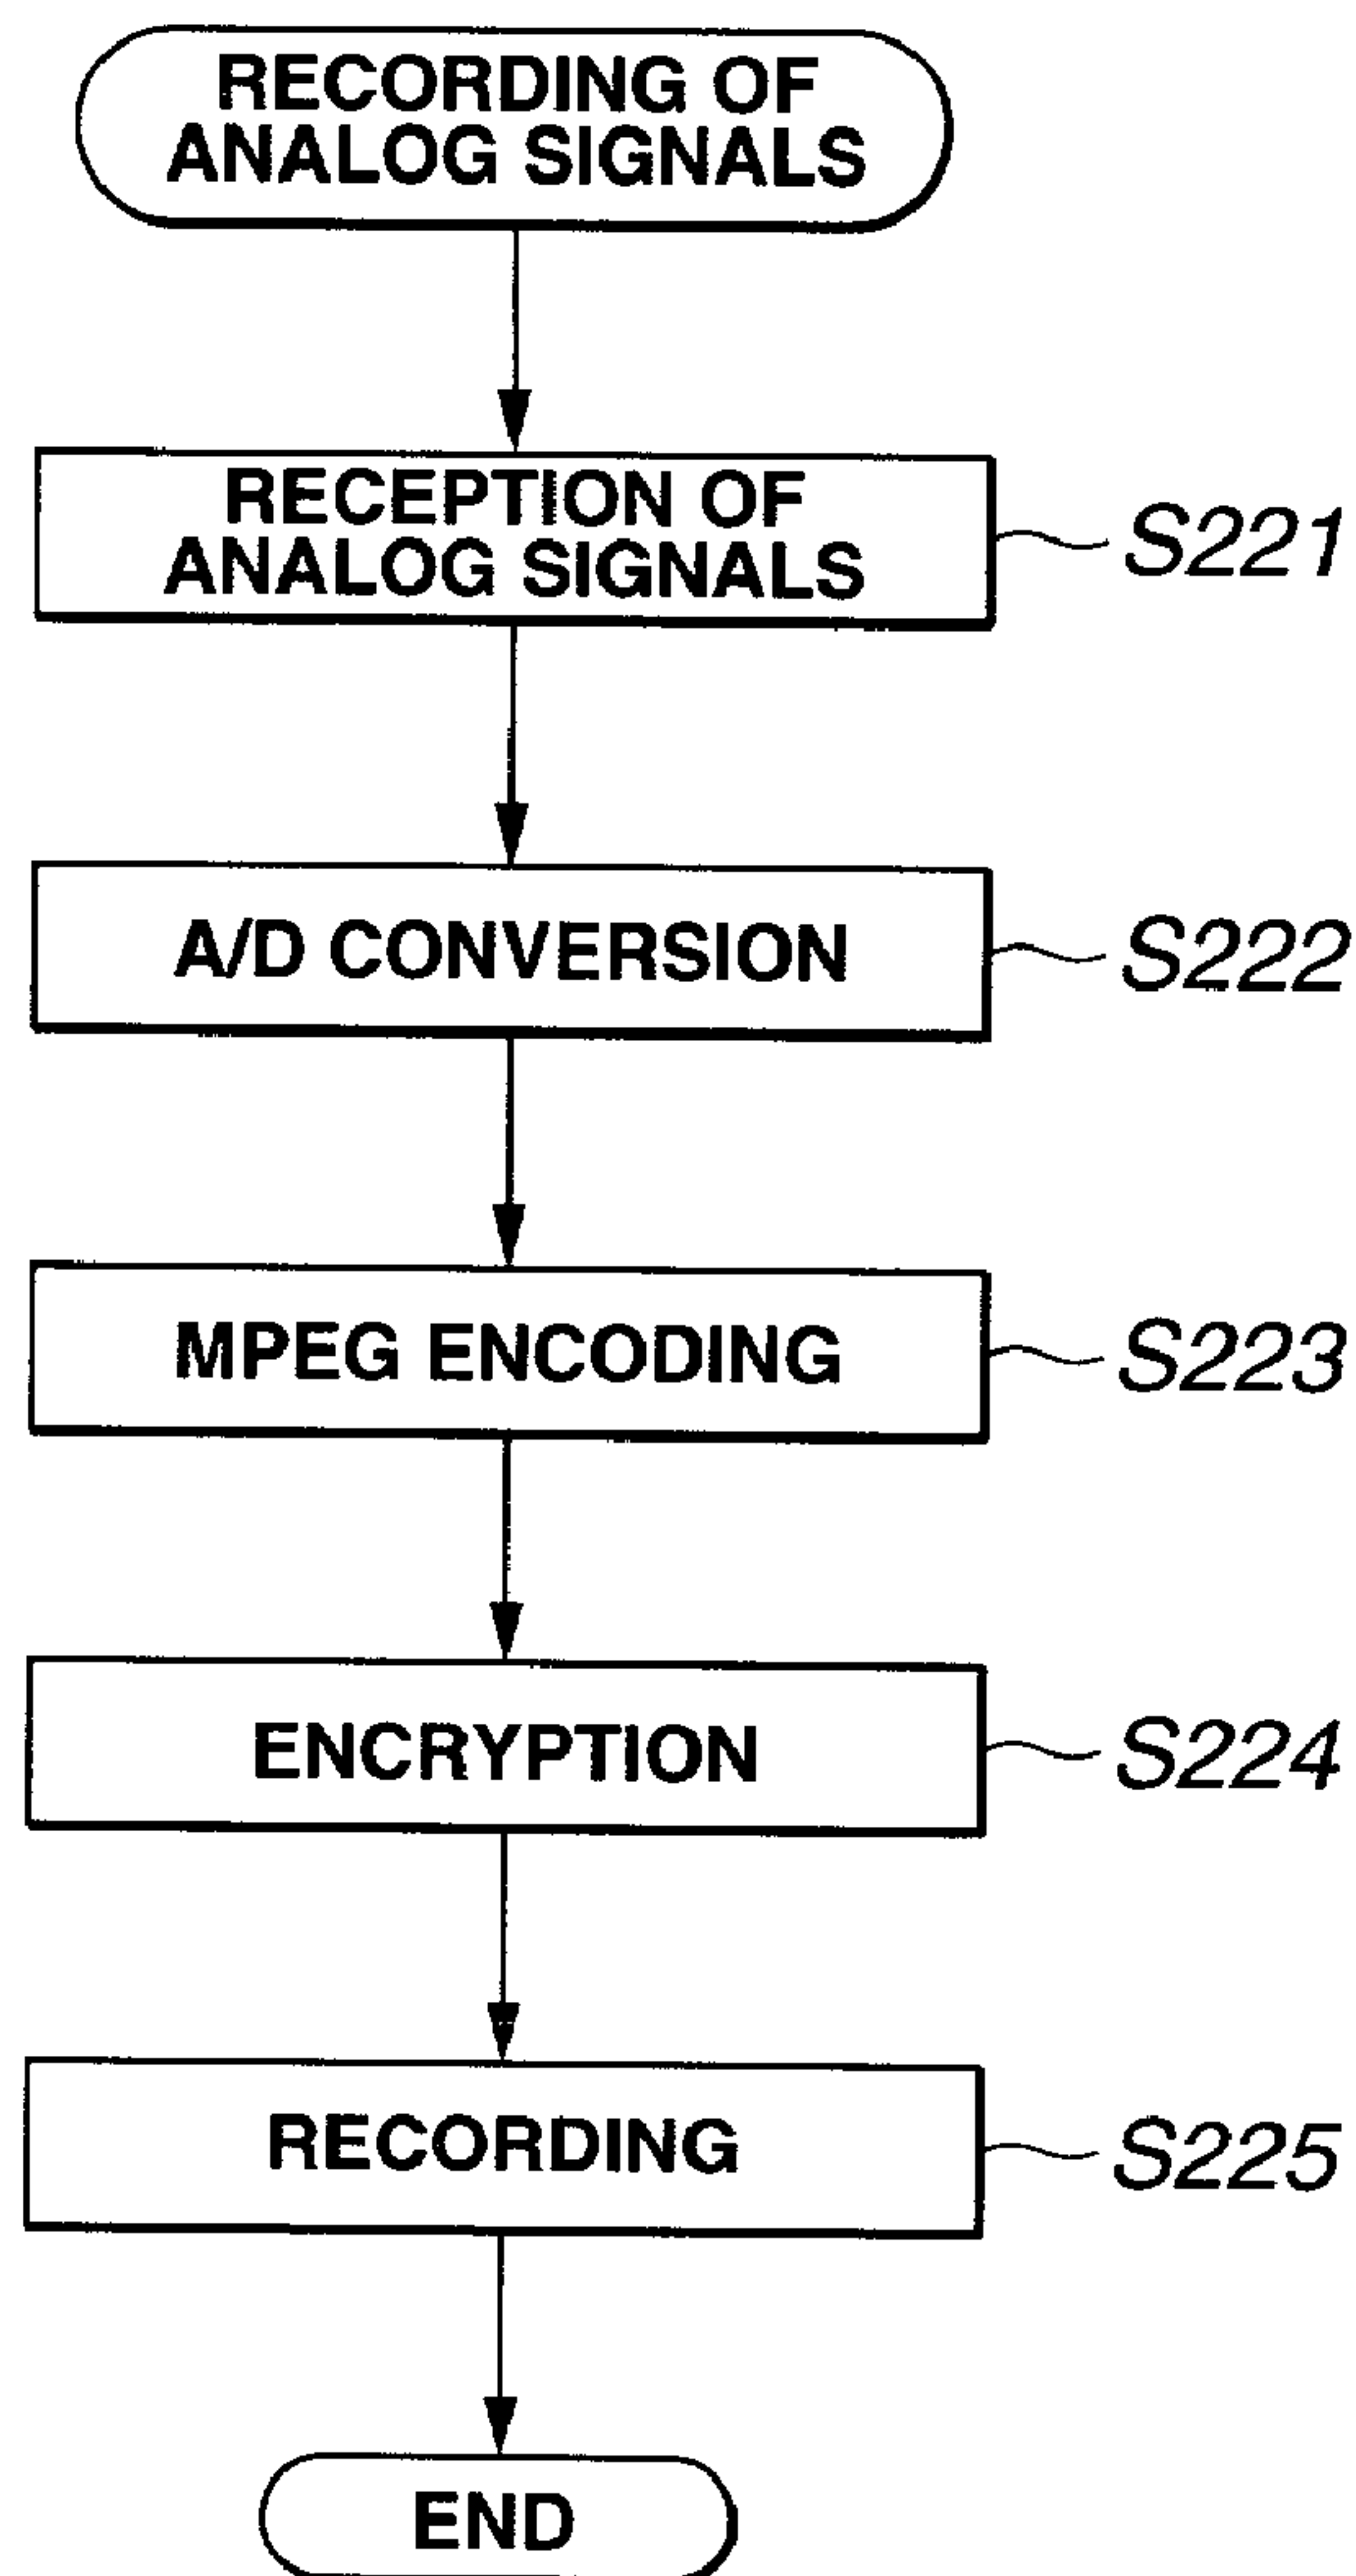 RECORDING OF
ANALOG SIGNALS
RECEPTION OF
ANALOG SIGNALS
S221
A/D CONVERSION
S222
MPEG ENCODING
S223
ENCRYPTION
S224
RECORDING
S225
END